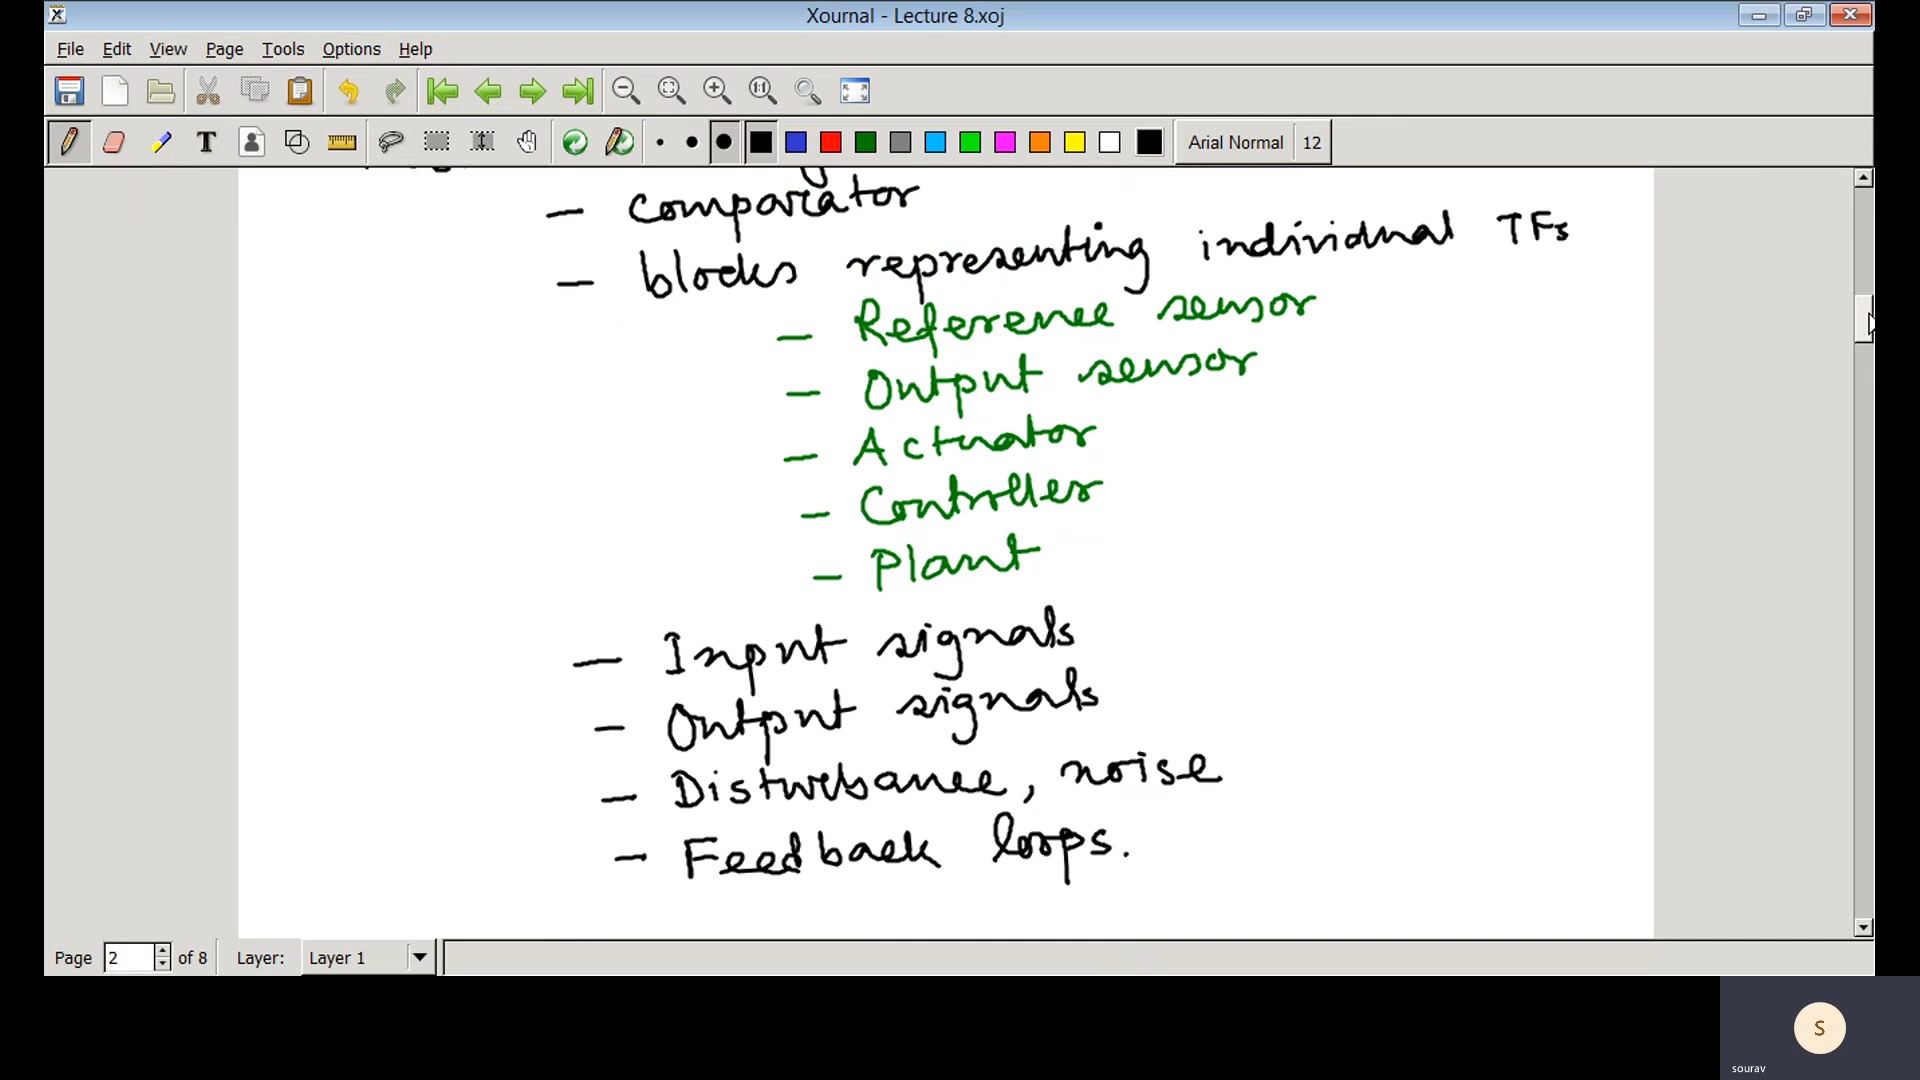 Xournal - Lecture 8.xoj
File Edit View Page Tools Options Help
Arial Normal 12
- comparator
- blocks representing individual TFs
- Reference sensor
- Output sensor
- Actuator
- Controller
- Plant
- Input signals
- Output signals
- Disturbance, noise
- Feedback loops.
Page 2 of 8 Layer: Layer 1
S
sourav